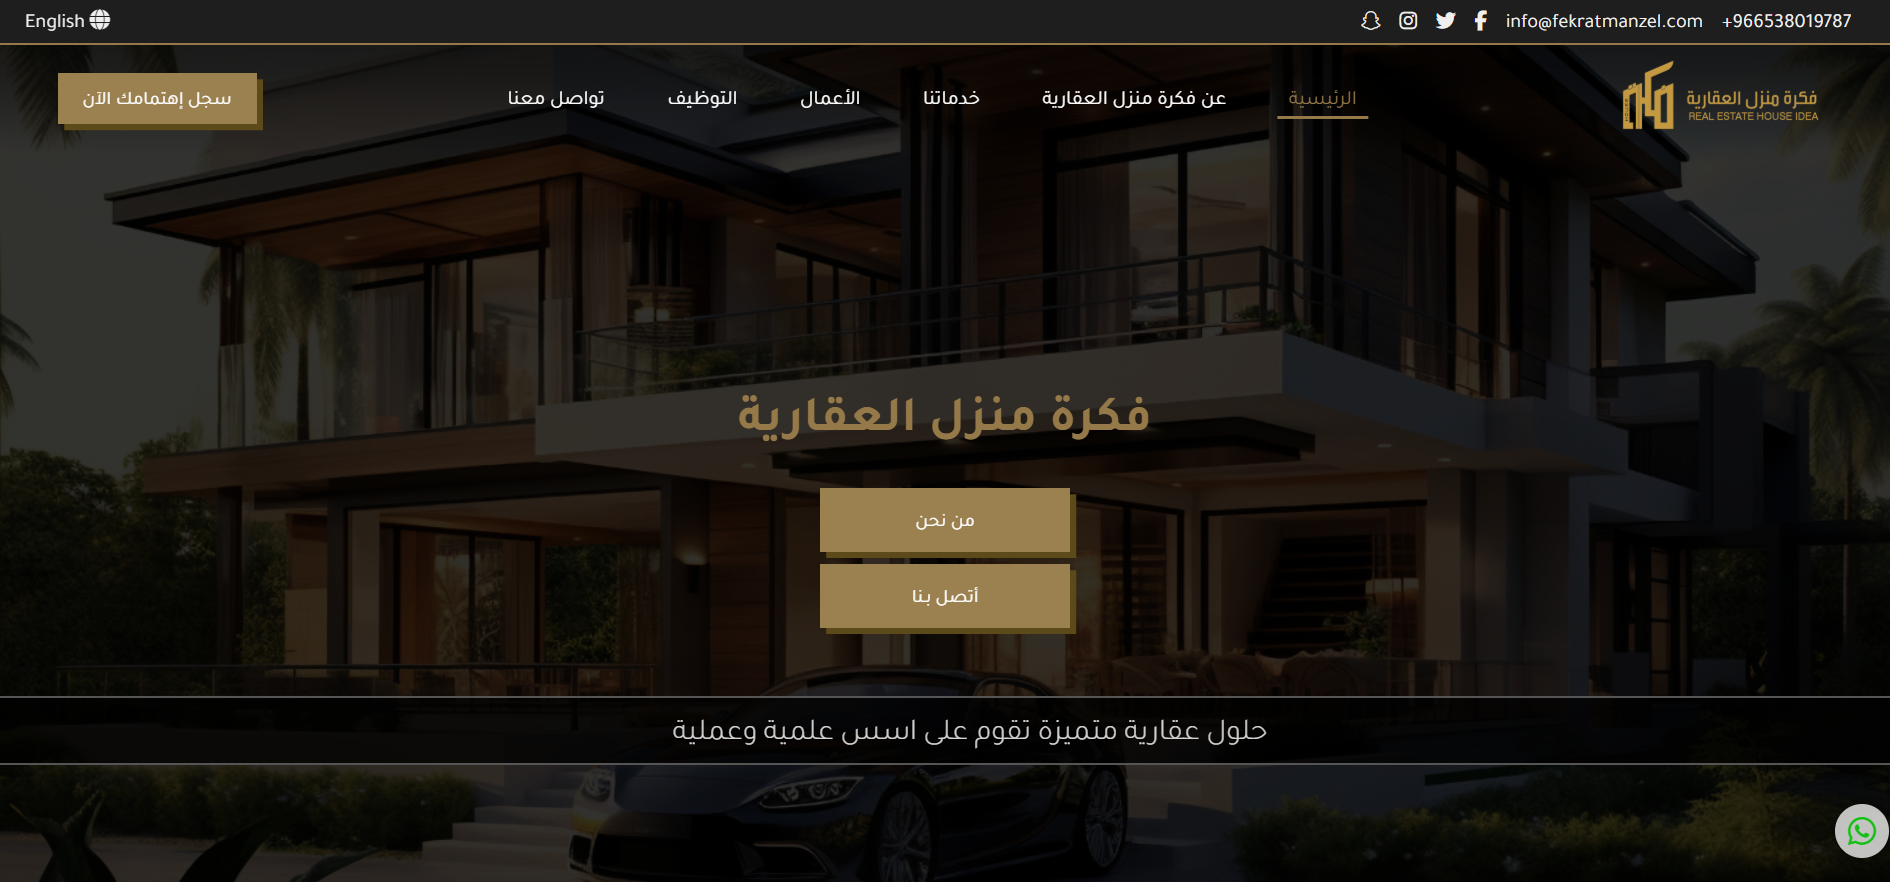 +966538019787
info@fekratmanzel.com
English
فكرة منزل العقارية
REAL ESTATE HOUSE IDEA
الرئيسية
عن فكرة منزل العقارية
خدماتنا
الأعمال
التوظيف
تواصل معنا
سجل إهتمامك الآن
فكرة منزل العقارية
من نحن
أتصل بنا
حلول عقارية متميزة تقوم على اسس علمية وعملية